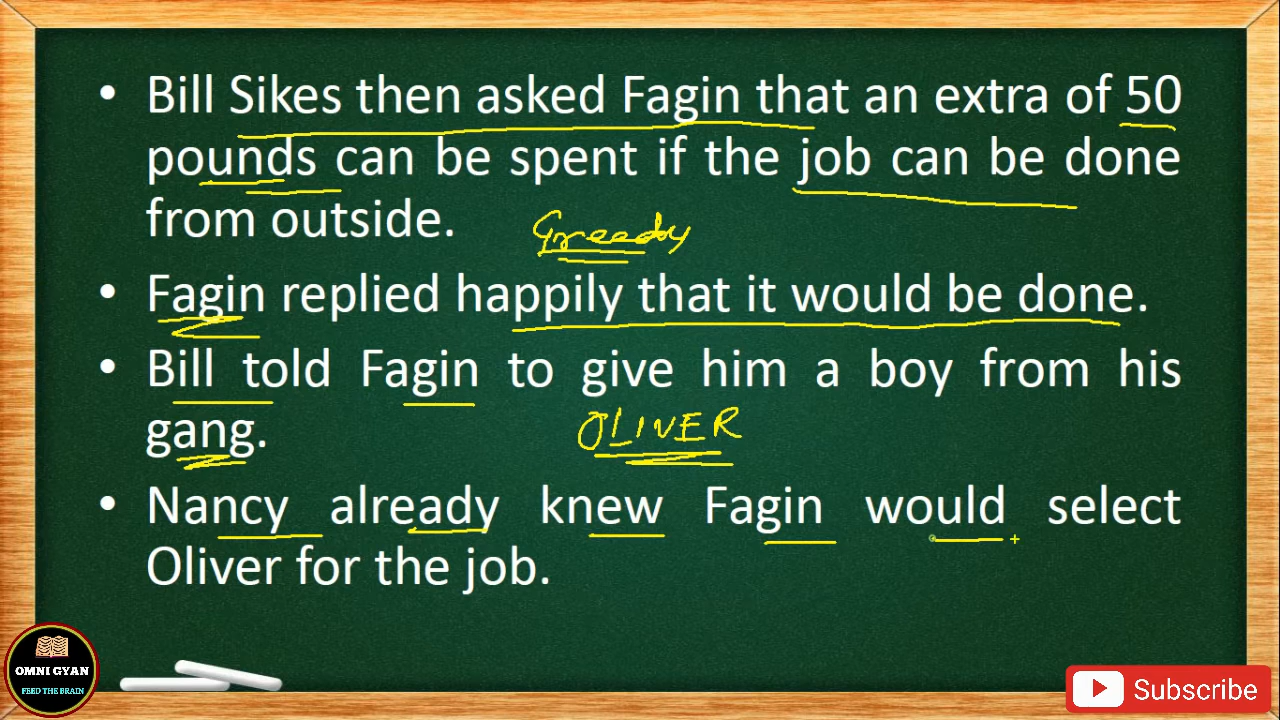 • Bill Sikes then asked Fagin that an extra of 50
pounds can be spent if the job can be done
from outside.
Greedy
• Fagin replied happily that it would be done.
• Bill told Fagin to give him a boy from his
gang.
OLIVER
• Nancy already knew Fagin would select
Oliver for the job.
OMNI GYAN
FEED THE BRAIN
Subscribe